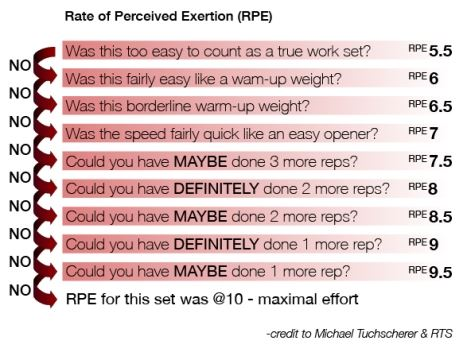 Rate of Perceived Exertion (RPE)
NO Was this too easy to count as a true work set? RPE 5.5
NO Was this fairly easy like a wam-up weight? RPE 6
NO Was this borderline warm-up weight? RPE 6.5
NO Was the speed fairly quick like an easy opener? RPE 7
NO Could you have MAYBE done 3 more reps? RPE 7.5
NO Could you have DEFINITELY done 2 more reps? RPE 8
NO Could you have MAYBE done 2 more reps? RPE 8.5
NO Could you have DEFINITELY done 1 more rep? RPE 9
NO Could you have MAYBE done 1 more rep? RPE 9.5
RPE for this set was @10 - maximal effort
-credit to Michael Tuchscherer & RTS